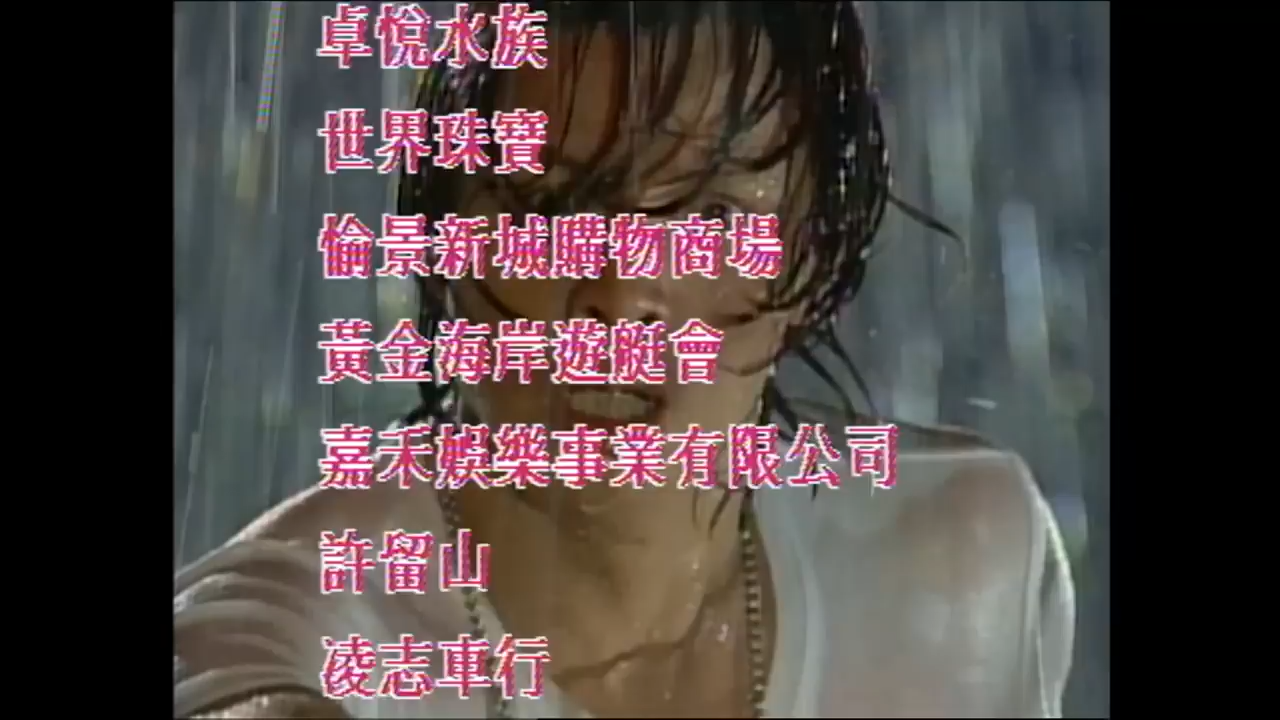 卓悅水族
世界珠寶
愉景新城購物商場
黃金海岸遊艇會
嘉禾娛樂事業有限公司
許留山
凌志車行